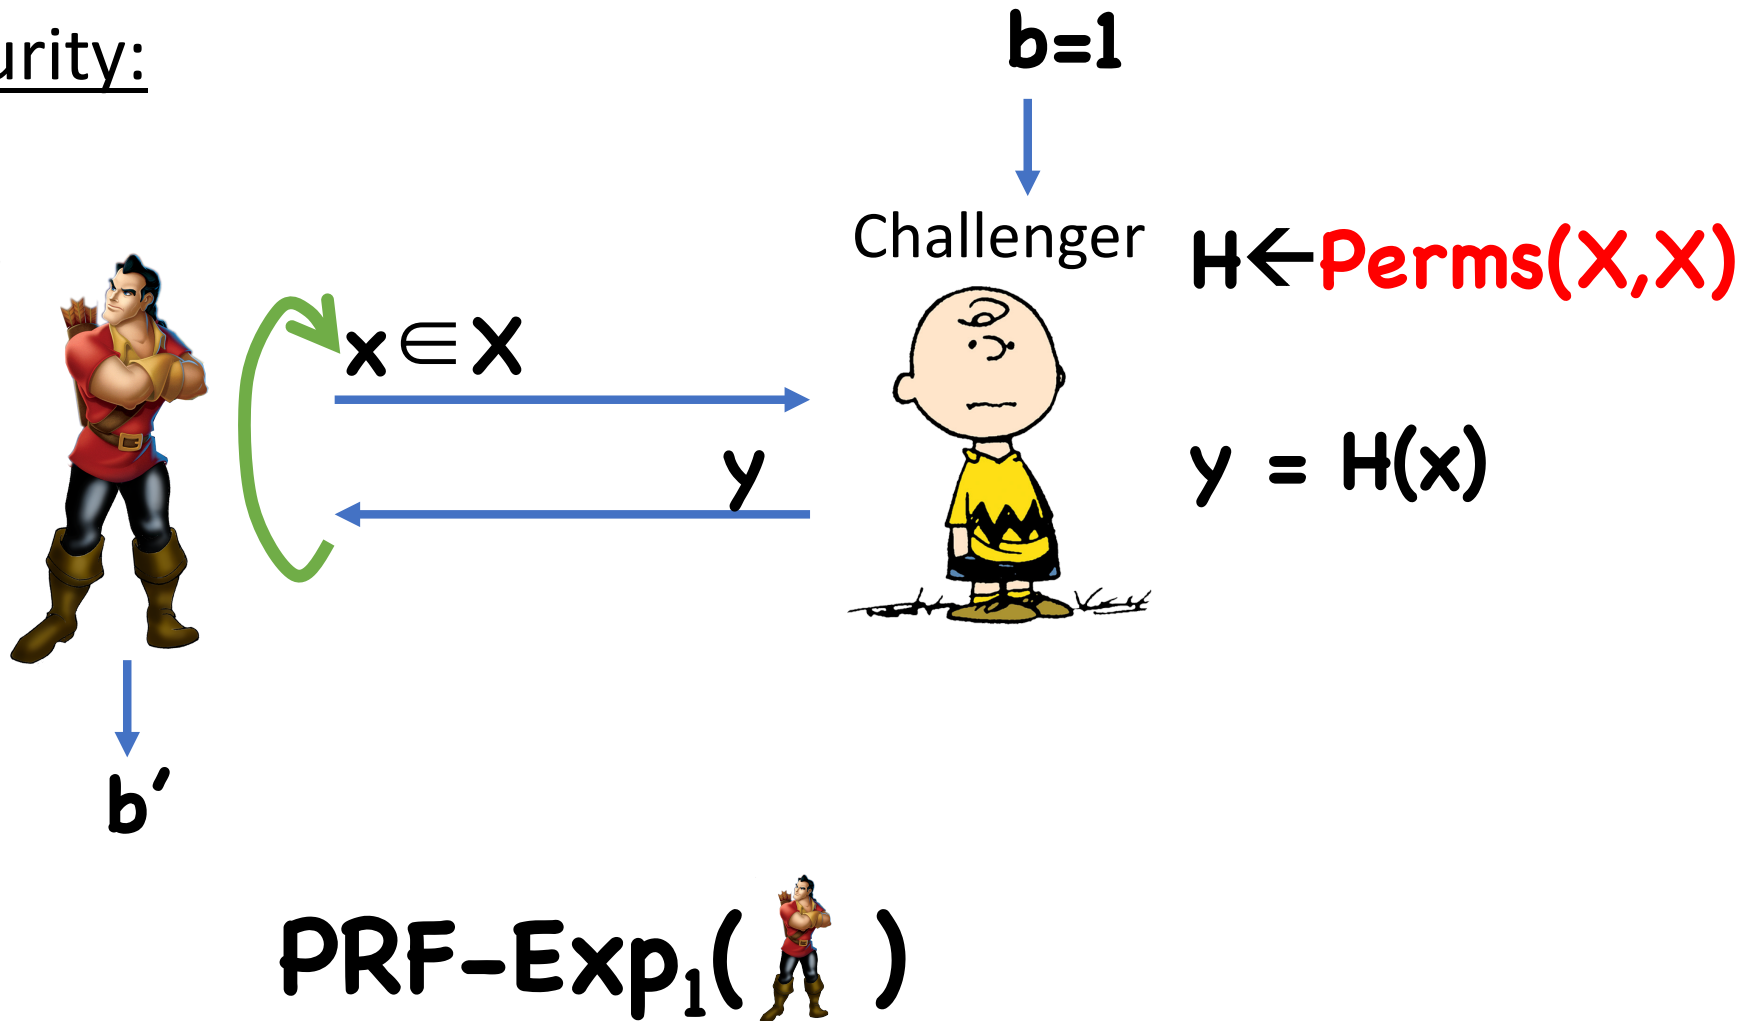 urity:
b=1
Challenger
H←Perms(X,X)
x∈X
y
y = H(x)
b′
PRF-Exp₁( )